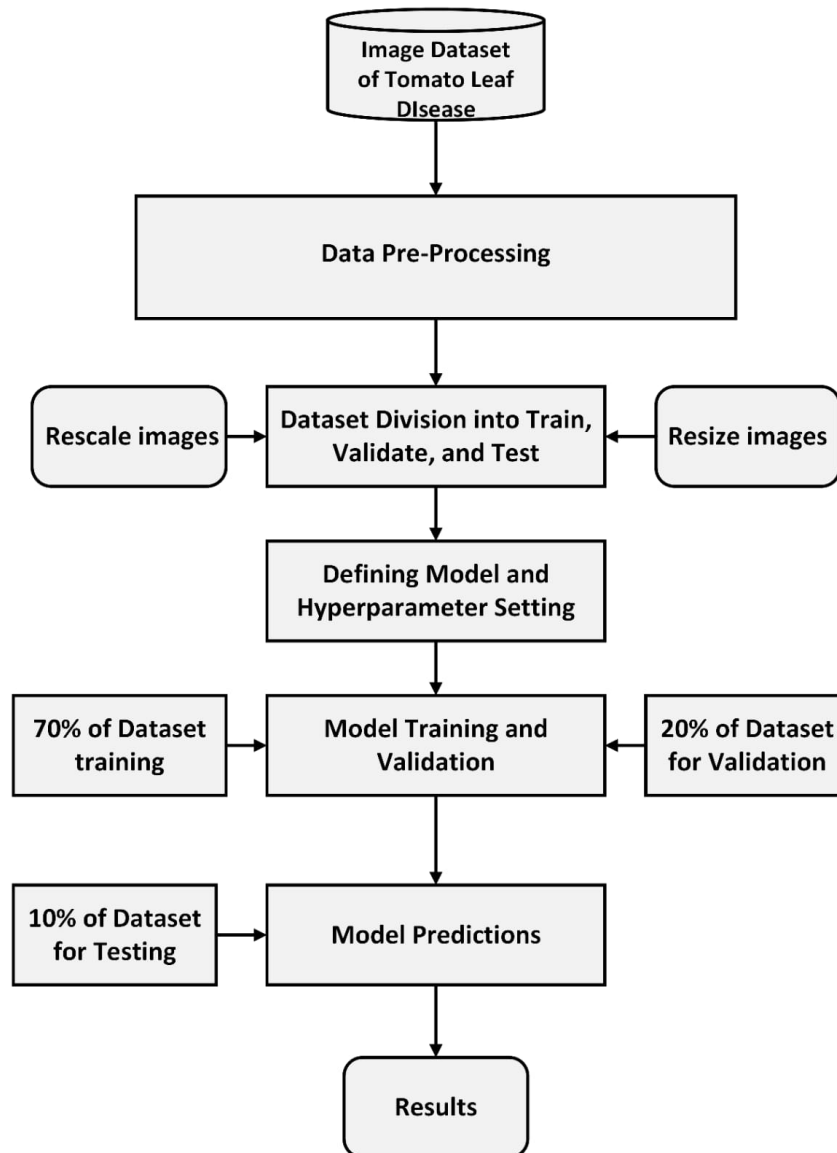 Image Dataset
of Tomato Leaf
DIsease
Data Pre-Processing
Rescale images
Dataset Division into Train,
Validate, and Test
Resize images
Defining Model and
Hyperparameter Setting
70% of Dataset
training
Model Training and
Validation
20% of Dataset
for Validation
10% of Dataset
for Testing
Model Predictions
Results